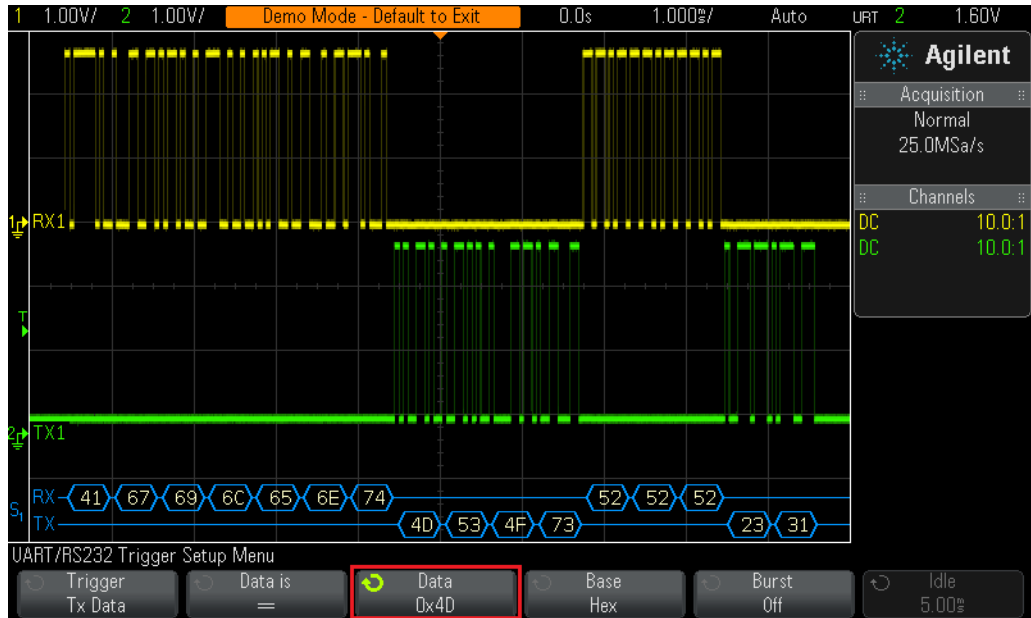 1 1.00V/ 2 1.00V/ Demo Mode - Default to Exit 0.0s 1.000ms/ Auto URT 2 1.60V
Agilent
Acquisition
Normal
25.0MSa/s
Channels
DC 10.0:1
DC 10.0:1
1 RX1
T
2 TX1
S1
RX 41 67 69 6C 65 6E 74 52 52 52
TX 4D 53 4F 73 23 31
UART/RS232 Trigger Setup Menu
Trigger Data is Data Base Burst Idle
Tx Data = 0x4D Hex Off 5.00ms